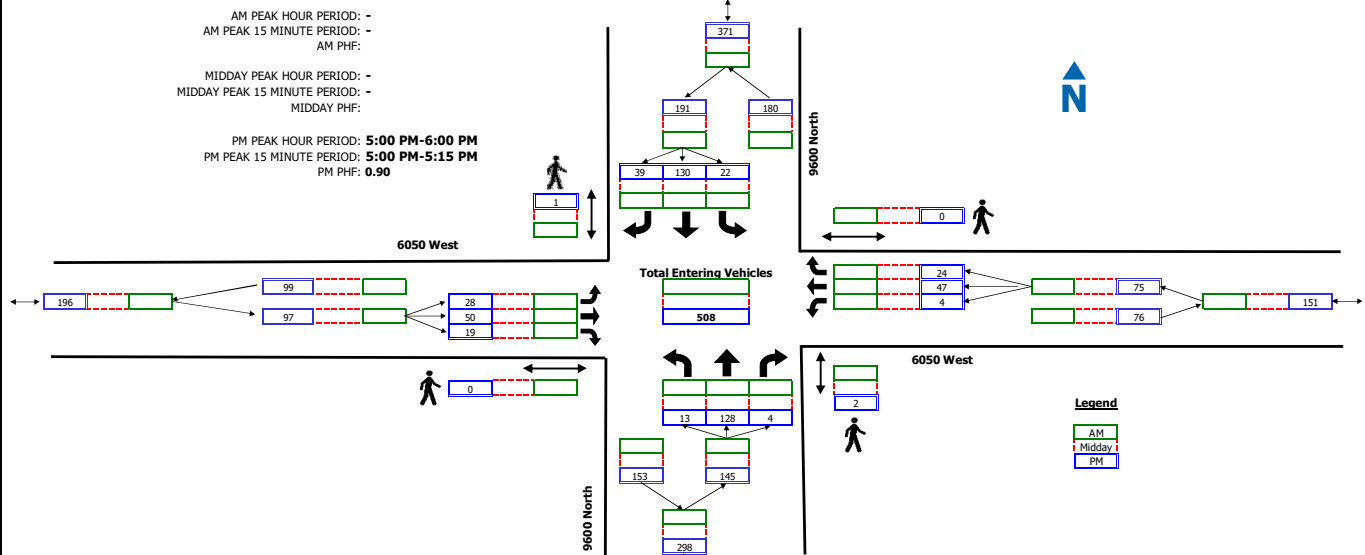 AM PEAK HOUR PERIOD: -
AM PEAK 15 MINUTE PERIOD: -
AM PHF:
MIDDAY PEAK HOUR PERIOD: -
MIDDAY PEAK 15 MINUTE PERIOD: -
MIDDAY PHF:
PM PEAK HOUR PERIOD: 5:00 PM-6:00 PM
PM PEAK 15 MINUTE PERIOD: 5:00 PM-5:15 PM
PM PHF: 0.90
371
191 180
39 130 22
9600 North
N
1
0
6050 West
Total Entering Vehicles
508
196
99
97
28
50
19
24
47
4
75
76
151
6050 West
0
13 128 4
2
153 145
298
9600 North
Legend
AM
Midday
PM